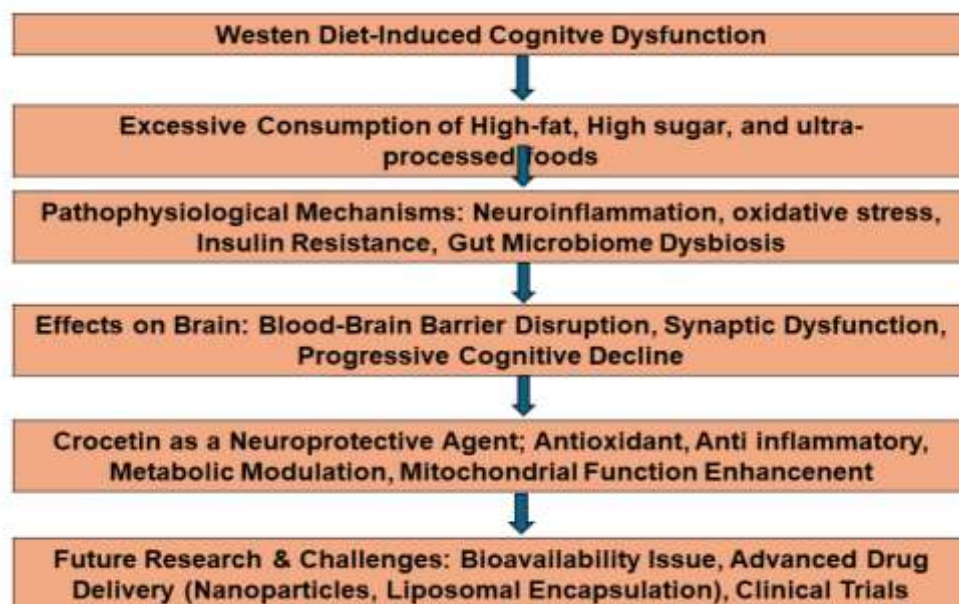 Westen Diet-Induced Cognitve Dysfunction
Excessive Consumption of High-fat, High sugar, and ultra-
processed foods
Pathophysiological Mechanisms: Neuroinflammation, oxidative stress,
Insulin Resistance, Gut Microbiome Dysbiosis
Effects on Brain: Blood-Brain Barrier Disruption, Synaptic Dysfunction,
Progressive Cognitive Decline
Crocetin as a Neuroprotective Agent; Antioxidant, Anti inflammatory,
Metabolic Modulation, Mitochondrial Function Enhancenent
Future Research & Challenges: Bioavailability Issue, Advanced Drug
Delivery (Nanoparticles, Liposomal Encapsulation), Clinical Trials